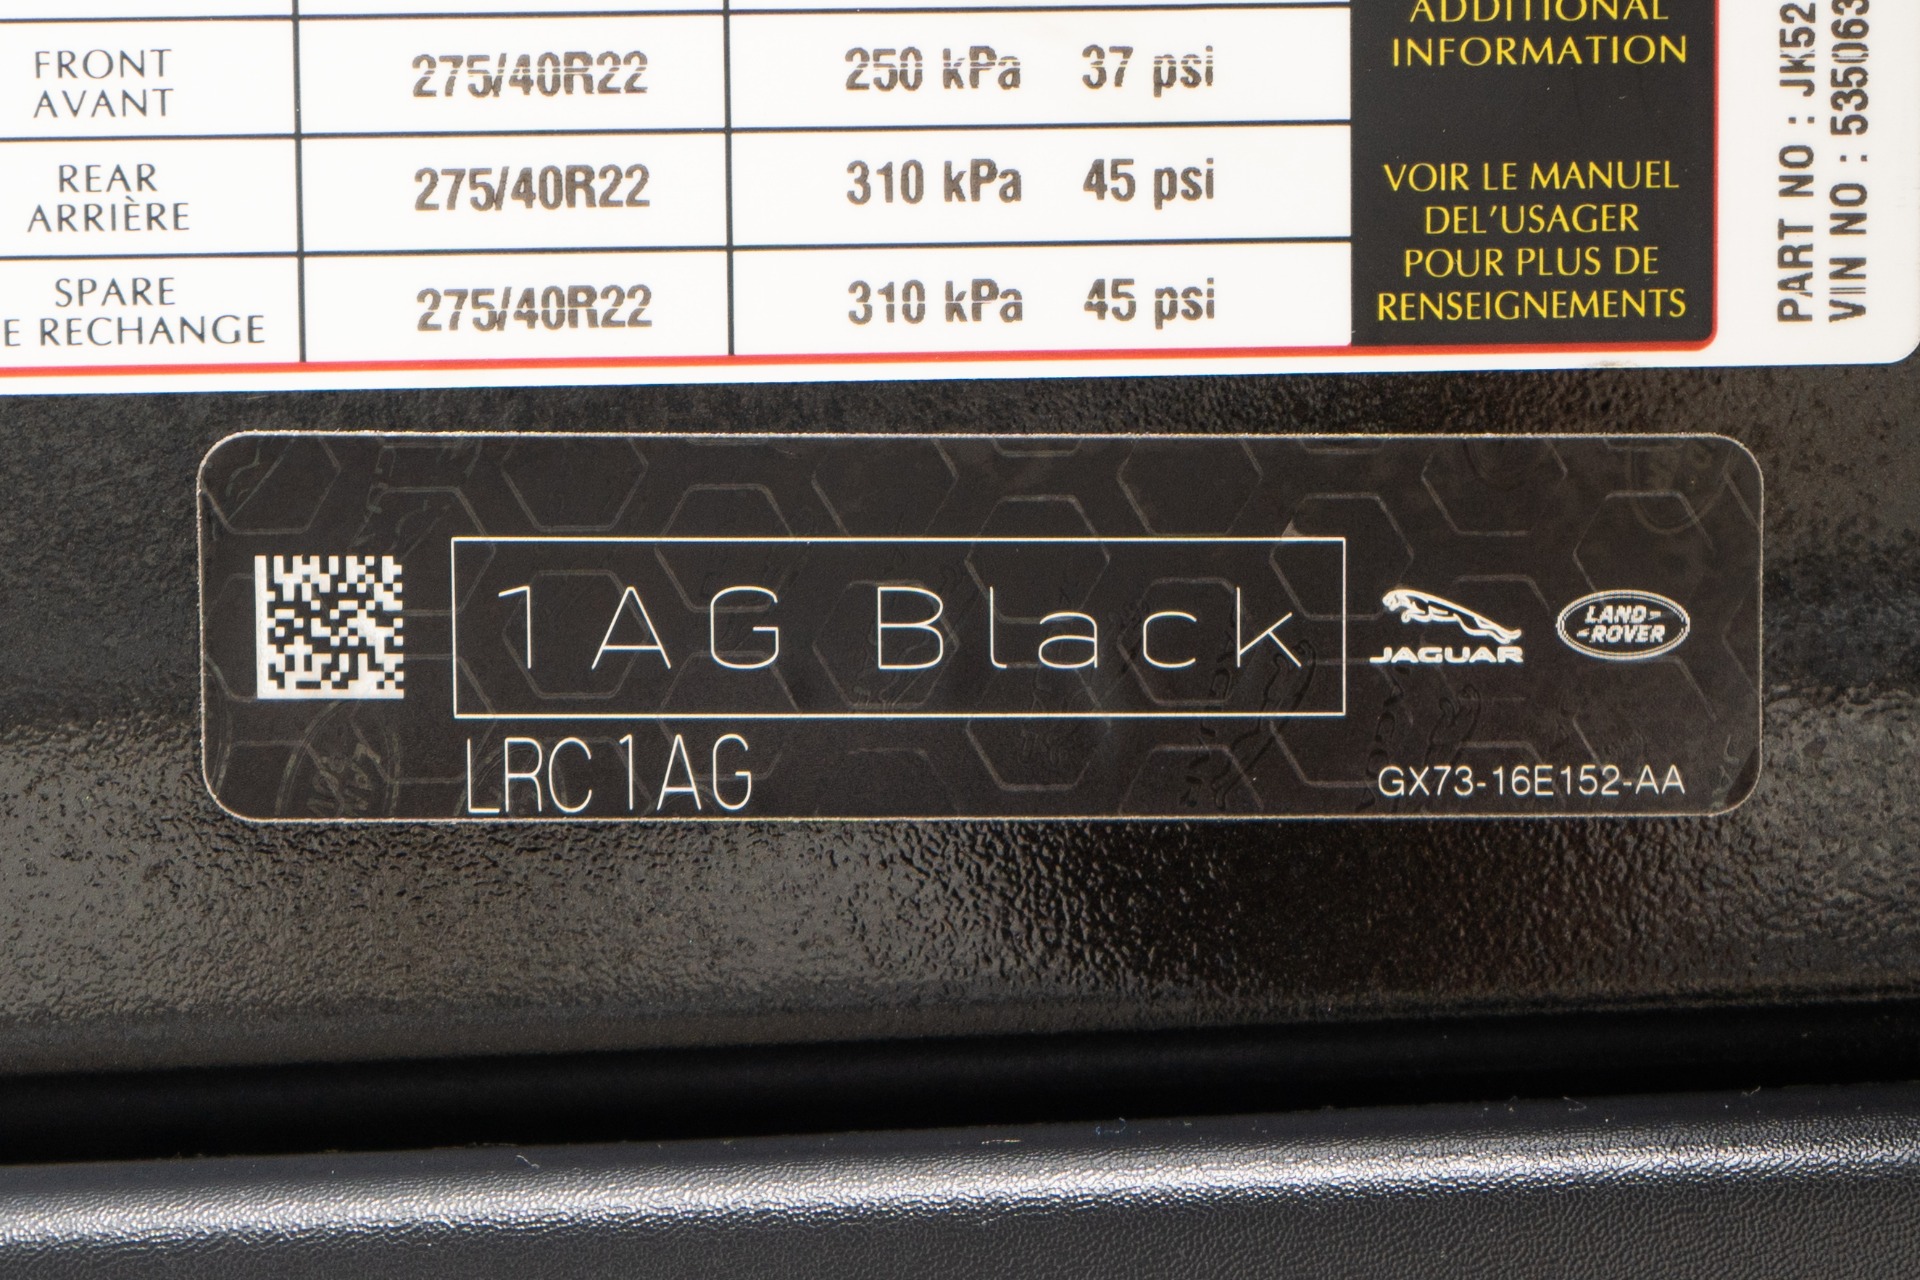 FRONT
AVANT
275/40R22
250 kPa 37 psi
REAR
ARRIÈRE
275/40R22
310 kPa 45 psi
SPARE
E RECHANGE
275/40R22
310 kPa 45 psi
ADDITIONAL
INFORMATION
VOIR LE MANUEL
DEL'USAGER
POUR PLUS DE
RENSEIGNEMENTS
PART NO : JK52
VIN NO : 535063
1AG Black
LRC1AG
JAGUAR
LAND-
-ROVER
GX73-16E152-AA